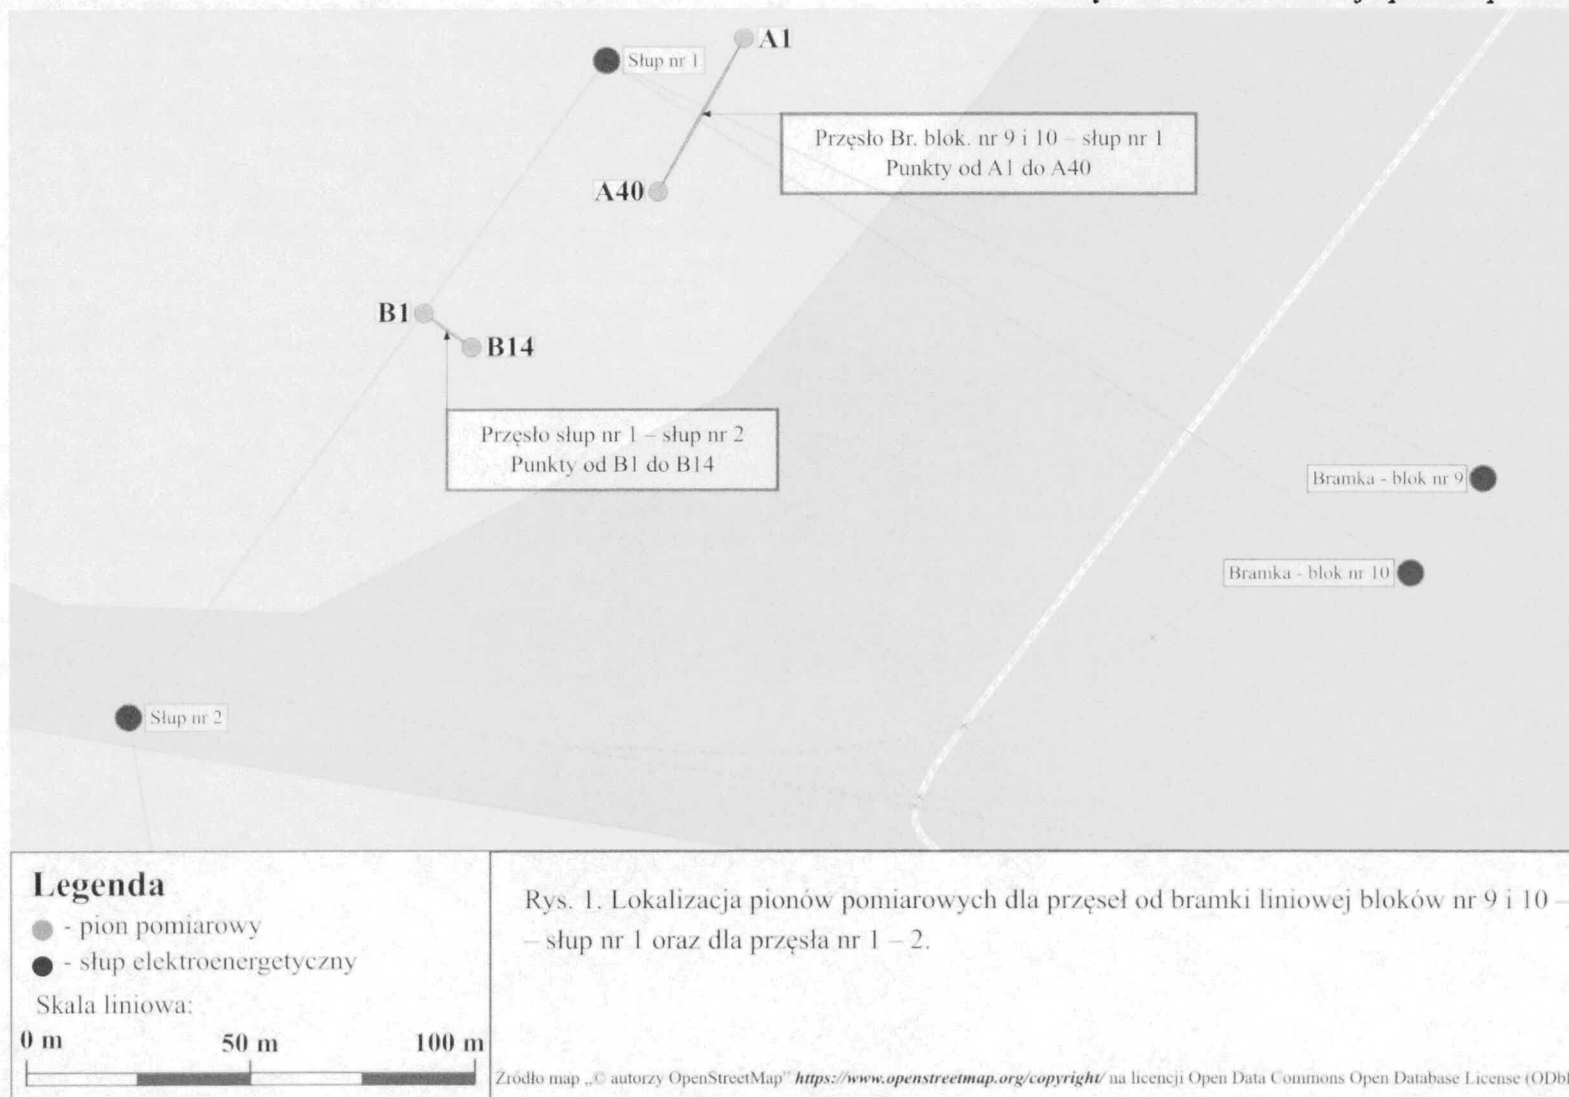 Słup nr 1
A1
Przęsło Br. blok. nr 9 i 10 – słup nr 1
Punkty od A1 do A40
A40
B1
B14
Przęsło słup nr 1 – słup nr 2
Punkty od B1 do B14
Bramka - blok nr 9
Bramka - blok nr 10
Słup nr 2
Legenda
- pion pomiarowy
- słup elektroenergetyczny
Skala liniowa:
0 m 50 m 100 m
Rys. 1. Lokalizacja pionów pomiarowych dla przęseł od bramki liniowej bloków nr 9 i 10 –
– słup nr 1 oraz dla przęsła nr 1 – 2.
Źródło map „© autorzy OpenStreetMap” https://www.openstreetmap.org/copyright/ na licencji Open Data Commons Open Database License (ODbl